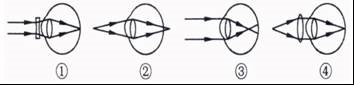 ① ② ③ ④